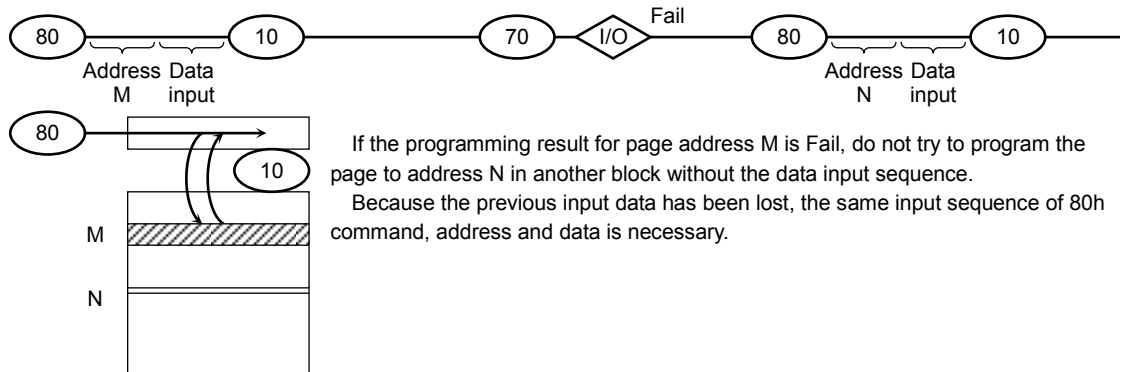 Fail
80 10 70 I/O 80 10
Address Data Address Data
M input N input
80
If the programming result for page address M is Fail, do not try to program the
10
page to address N in another block without the data input sequence.
Because the previous input data has been lost, the same input sequence of 80h
M
command, address and data is necessary.
N